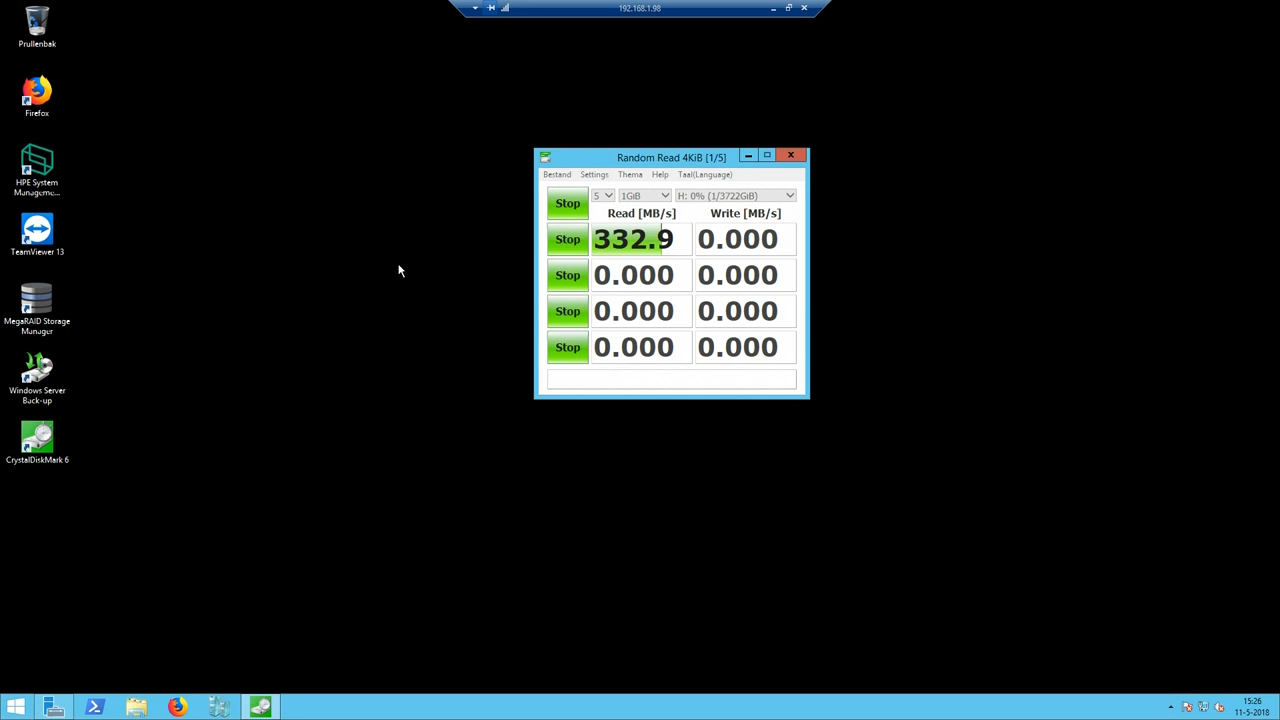 192.168.1.98
Prullenbak
Firefox
HPE System
Manageme...
TeamViewer 13
MegaRAID Storage
Manager
Windows Server
Back-up
CrystalDiskMark 6
Random Read 4KiB [1/5]
Bestand Settings Thema Help Taal(Language)
Stop 5 1GiB H: 0% (1/3722GiB)
Read [MB/s] Write [MB/s]
Stop 332.9 0.000
Stop 0.000 0.000
Stop 0.000 0.000
Stop 0.000 0.000
15:26
11-5-2018